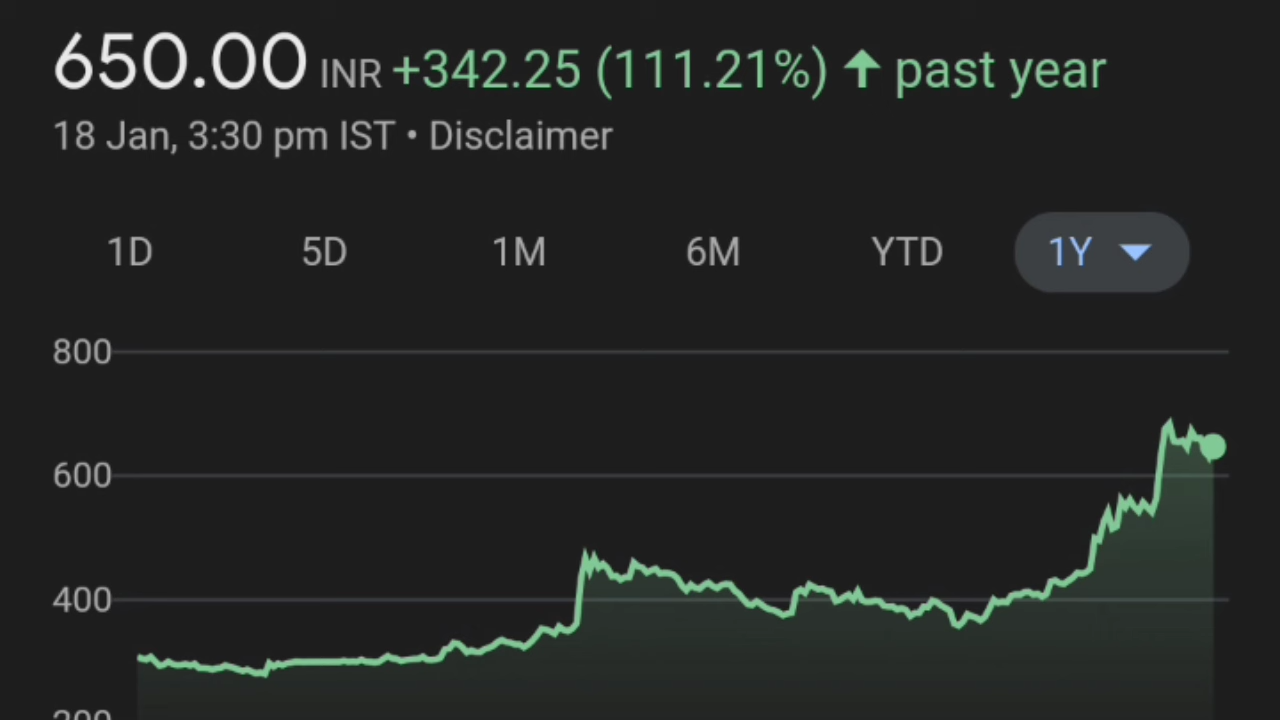 650.00 INR +342.25 (111.21%) ↑ past year
18 Jan, 3:30 pm IST • Disclaimer
1D 5D 1M 6M YTD 1Y
800
600
400